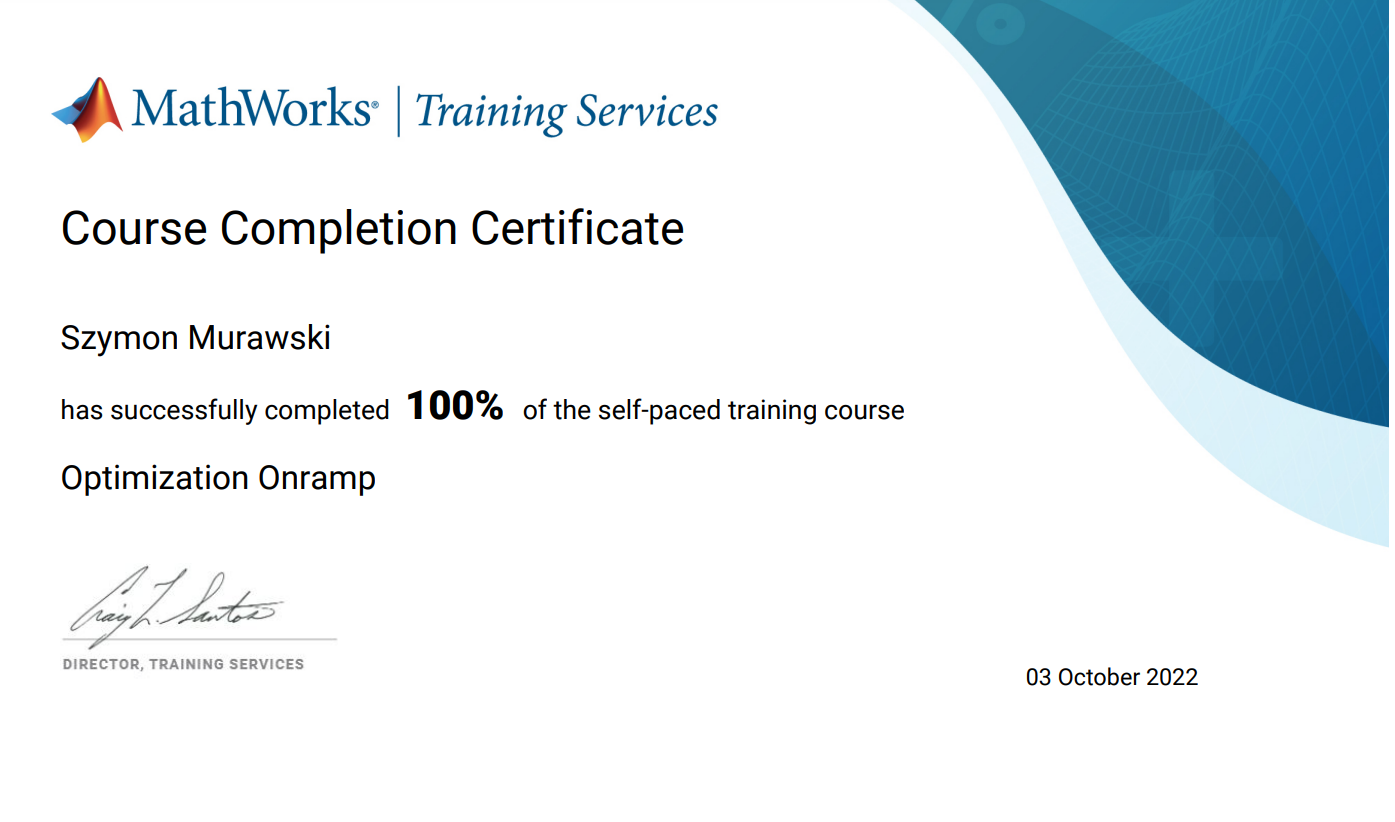 MathWorks® | Training Services
Course Completion Certificate
Szymon Murawski
has successfully completed 100% of the self-paced training course
Optimization Onramp
Craig L. Santos
DIRECTOR, TRAINING SERVICES
03 October 2022